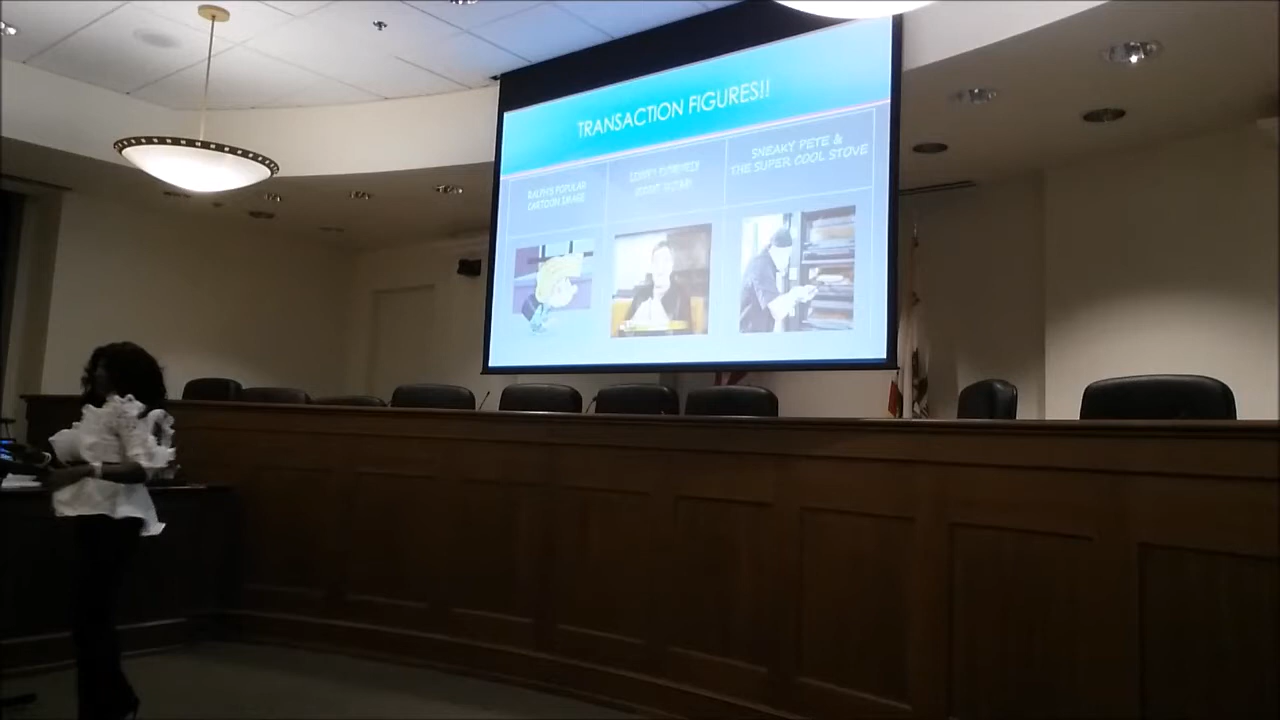 TRANSACTION FIGURES!!
RALPH'S POPULAR
CARTOON IMAGE
SNEAKY PETE &
THE SUPER COOL STOVE